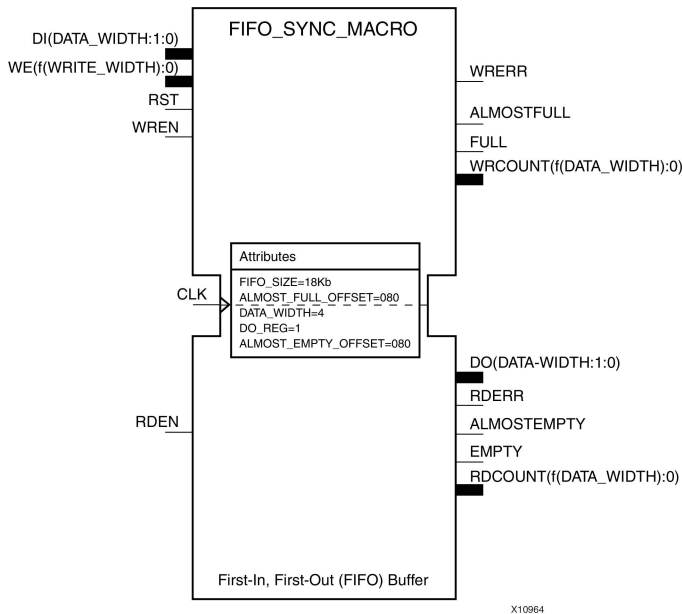 FIFO_SYNC_MACRO
DI(DATA_WIDTH:1:0)
WE(f(WRITE_WIDTH):0)
RST
WREN
WRERR
ALMOSTFULL
FULL
WRCOUNT(f(DATA_WIDTH):0)
Attributes
FIFO_SIZE=18Kb
ALMOST_FULL_OFFSET=080
DATA_WIDTH=4
DO_REG=1
ALMOST_EMPTY_OFFSET=080
CLK
DO(DATA-WIDTH:1:0)
RDERR
RDEN
ALMOSTEMPTY
EMPTY
RDCOUNT(f(DATA_WIDTH):0)
First-In, First-Out (FIFO) Buffer
X10964